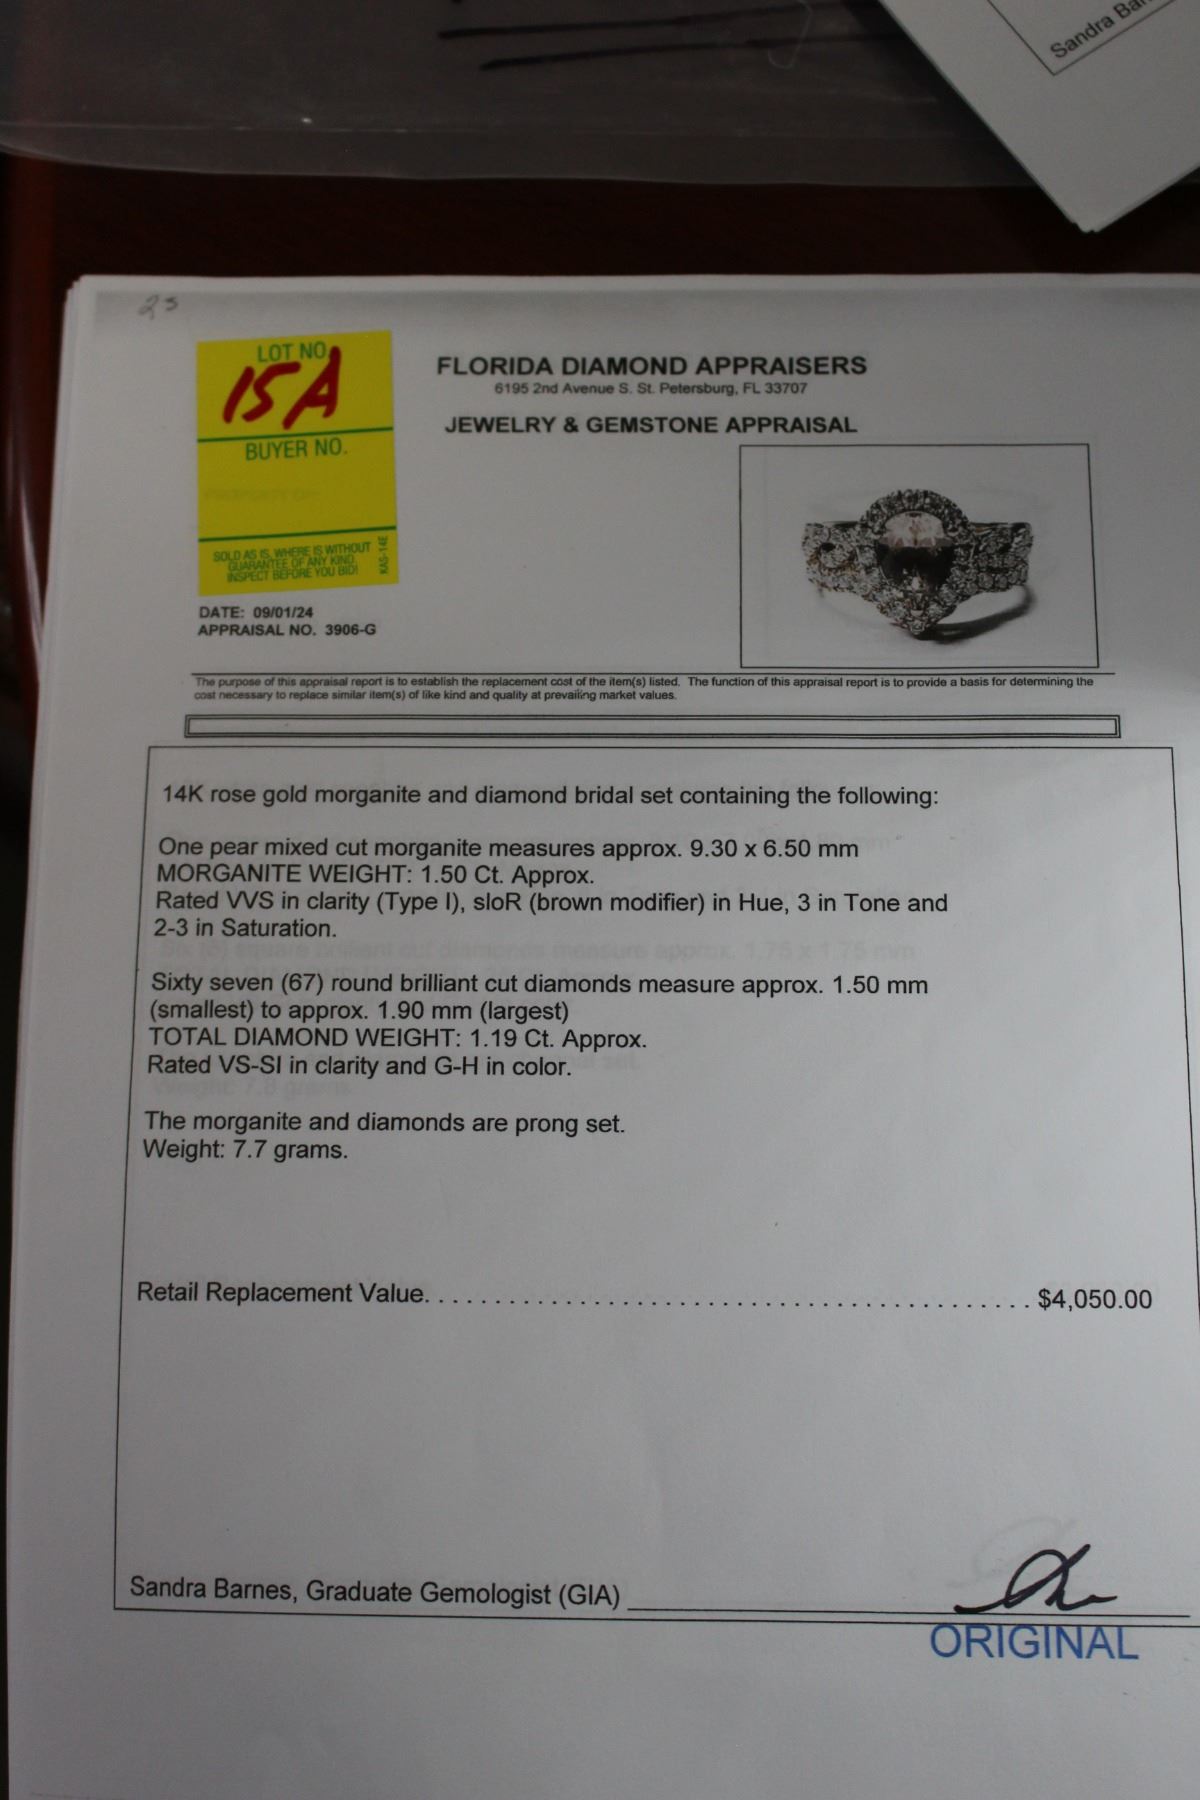 Sandra
23
LOT NO.
15A
BUYER NO.
SOLD AS IS, WHERE IS WITHOUT
GUARANTEE OF ANY KIND.
INSPECT BEFORE YOU BID!
KAS-14E
FLORIDA DIAMOND APPRAISERS
6195 2nd Avenue S. St. Petersburg, FL 33707
JEWELRY & GEMSTONE APPRAISAL
DATE: 09/01/24
APPRAISAL NO. 3906-G
The purpose of this appraisal report is to establish the replacement cost of the item(s) listed. The function of this appraisal report is to provide a basis for determining the
cost necessary to replace similar item(s) of like kind and quality at prevailing market values.
14K rose gold morganite and diamond bridal set containing the following:
One pear mixed cut morganite measures approx. 9.30 x 6.50 mm
MORGANITE WEIGHT: 1.50 Ct. Approx.
Rated VVS in clarity (Type I), sloR (brown modifier) in Hue, 3 in Tone and
2-3 in Saturation.
Sixty seven (67) round brilliant cut diamonds measure approx. 1.50 mm
(smallest) to approx. 1.90 mm (largest)
TOTAL DIAMOND WEIGHT: 1.19 Ct. Approx.
Rated VS-SI in clarity and G-H in color.
The morganite and diamonds are prong set.
Weight: 7.7 grams.
Retail Replacement Value. . . . . . . . . . . . . . . . . . . . . . . . . . . . . . . . . . . . . . . . . . . $4,050.00
Sandra Barnes, Graduate Gemologist (GIA)
ORIGINAL